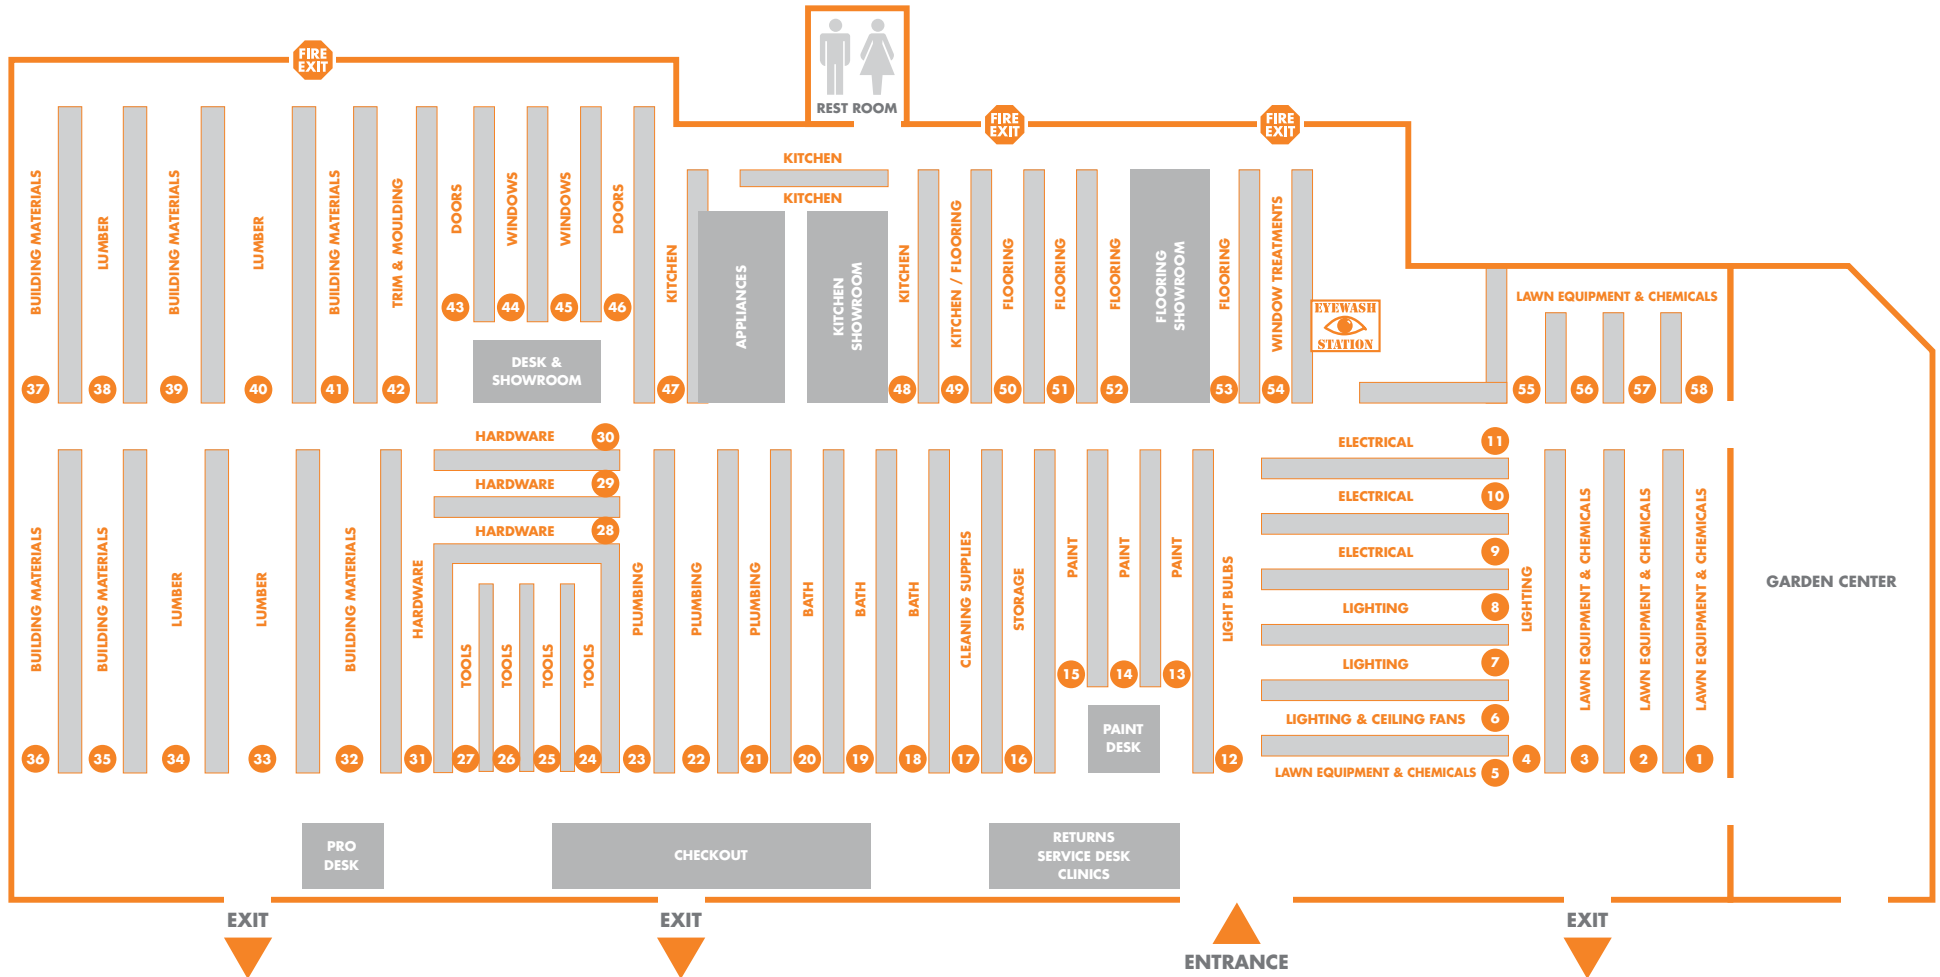 REST ROOM
FIRE
EXIT
FIRE
EXIT
FIRE
EXIT
BUILDING MATERIALS
37
LUMBER
38
BUILDING MATERIALS
39
LUMBER
40
BUILDING MATERIALS
41
TRIM & MOULDING
42
DOORS
43
WINDOWS
44
WINDOWS
45
DOORS
46
DESK &
SHOWROOM
KITCHEN
47
KITCHEN
KITCHEN
APPLIANCES
KITCHEN
SHOWROOM
KITCHEN
48
KITCHEN / FLOORING
49
FLOORING
50
FLOORING
51
FLOORING
52
FLOORING
SHOWROOM
FLOORING
53
WINDOW TREATMENTS
54
EYEWASH
STATION
LAWN EQUIPMENT & CHEMICALS
55
56
57
58
BUILDING MATERIALS
36
BUILDING MATERIALS
35
LUMBER
34
LUMBER
33
BUILDING MATERIALS
32
HARDWARE
31
HARDWARE
30
HARDWARE
29
HARDWARE
28
TOOLS
27
TOOLS
26
TOOLS
25
TOOLS
24
PLUMBING
23
PLUMBING
22
PLUMBING
21
BATH
20
BATH
19
BATH
18
CLEANING SUPPLIES
17
STORAGE
16
PAINT
15
PAINT
14
PAINT
13
PAINT
DESK
LIGHT BULBS
12
ELECTRICAL
11
ELECTRICAL
10
ELECTRICAL
9
LIGHTING
8
LIGHTING
7
LIGHTING & CEILING FANS
6
LAWN EQUIPMENT & CHEMICALS
5
LIGHTING
4
LAWN EQUIPMENT & CHEMICALS
3
LAWN EQUIPMENT & CHEMICALS
2
LAWN EQUIPMENT & CHEMICALS
1
GARDEN CENTER
PRO
DESK
CHECKOUT
RETURNS
SERVICE DESK
CLINICS
EXIT
EXIT
ENTRANCE
EXIT